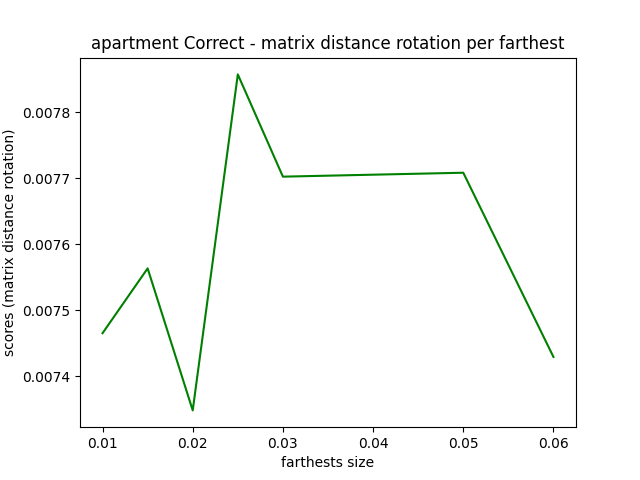 apartment Correct - matrix distance rotation per farthest
scores (matrix distance rotation)
0.0078
0.0077
0.0076
0.0075
0.0074
0.01 0.02 0.03 0.04 0.05 0.06
farthests size